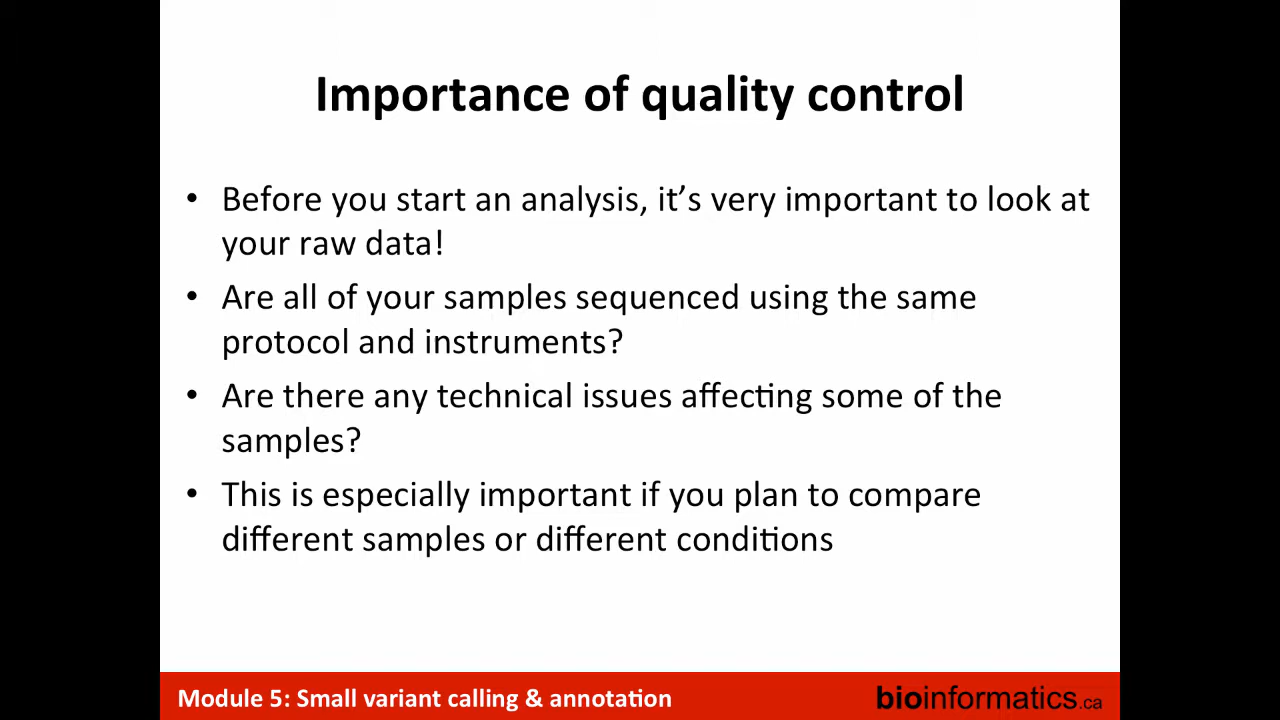 Importance of quality control
• Before you start an analysis, it’s very important to look at
your raw data!
• Are all of your samples sequenced using the same
protocol and instruments?
• Are there any technical issues affecting some of the
samples?
• This is especially important if you plan to compare
different samples or different conditions
Module 5: Small variant calling & annotation
bioinformatics.ca